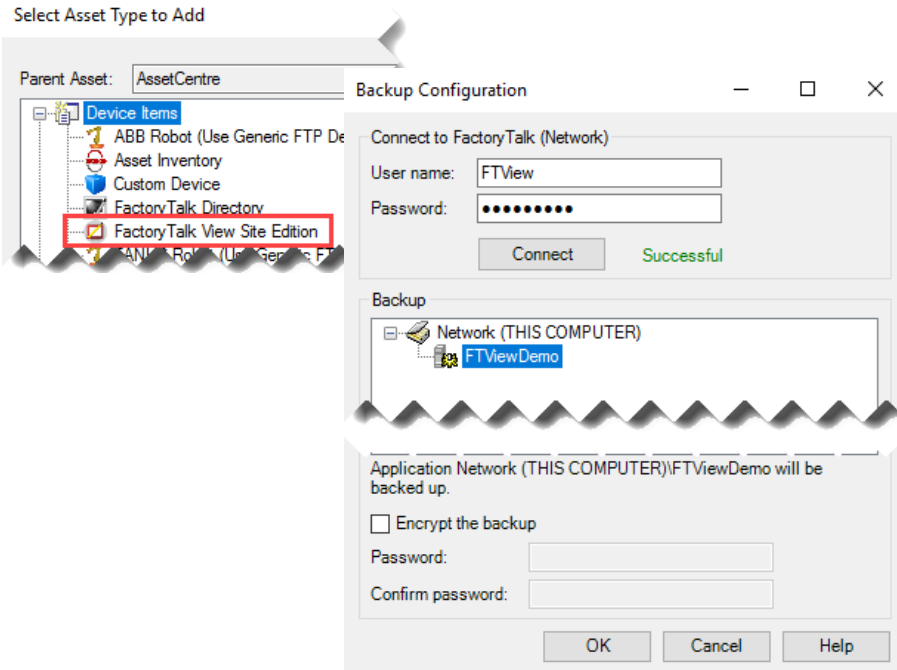 Select Asset Type to Add
Parent Asset: AssetCentre
Device Items
ABB Robot (Use Generic FTP De
Asset Inventory
Custom Device
FactoryTalk Directory
FactoryTalk View Site Edition
Backup Configuration
Connect to FactoryTalk (Network)
User name: FTView
Password: ●●●●●●●●●
Connect Successful
Backup
Network (THIS COMPUTER)
FTViewDemo
Application Network (THIS COMPUTER)\FTViewDemo will be
backed up.
Encrypt the backup
Password:
Confirm password:
OK Cancel Help